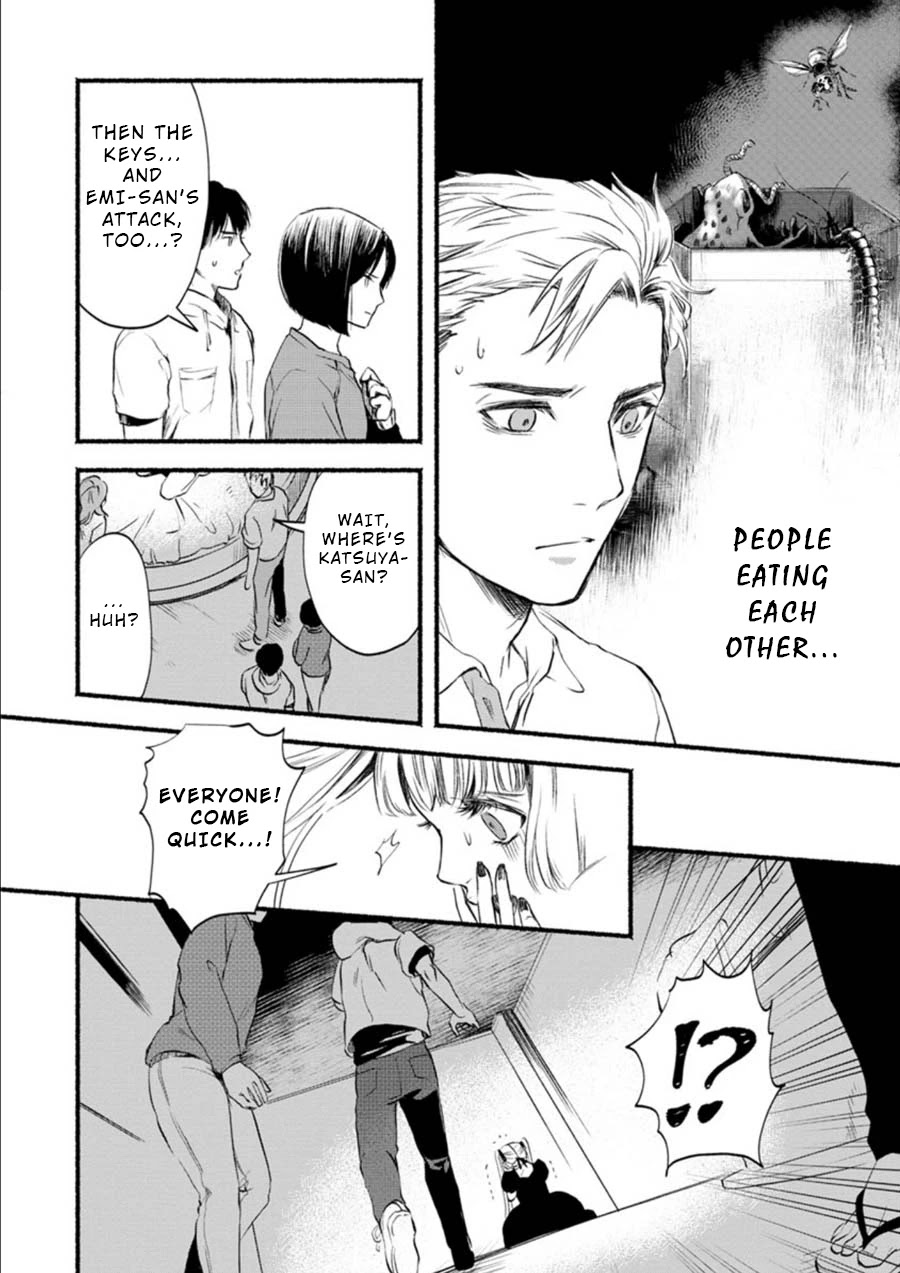 PEOPLE
EATING
EACH
OTHER...
THEN THE
KEYS...
AND
EMI-SAN'S
ATTACK,
TOO...?
WAIT,
WHERE'S
KATSUYA-
SAN?
...
HUH?
EVERYONE!
COME
QUICK...!
!?